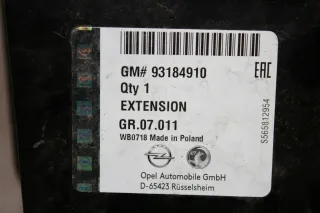 GM# 93184910
EAC
Qty 1
EXTENSION
GR.07.011
WB0718 Made in Poland
S565812954
Opel Automobile GmbH
D-65423 Rüsselsheim